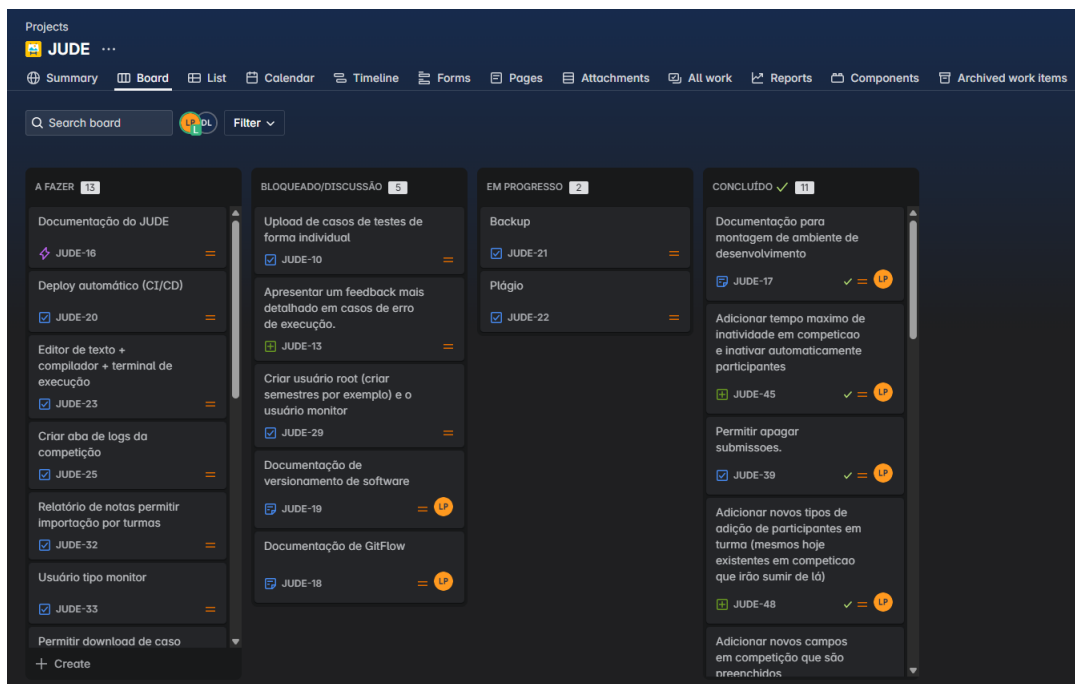 Projects
JUDE ···
Summary Board List Calendar Timeline Forms Pages Attachments All work Reports Components Archived work items
Search board LP L DL Filter
A FAZER 13
Documentação do JUDE
JUDE-16
Deploy automático (CI/CD)
JUDE-20
Editor de texto +
compilador + terminal de
execução
JUDE-23
Criar aba de logs da
competição
JUDE-25
Relatório de notas permitir
importação por turmas
JUDE-32
Usuário tipo monitor
JUDE-33
Permitir download de caso
+ Create
BLOQUEADO/DISCUSSÃO 5
Upload de casos de testes de
forma individual
JUDE-10
Apresentar um feedback mais
detalhado em casos de erro
de execução.
JUDE-13
Criar usuário root (criar
semestres por exemplo) e o
usuário monitor
JUDE-29
Documentação de
versionamento de software
JUDE-19 LP
Documentação de GitFlow
JUDE-18 LP
EM PROGRESSO 2
Backup
JUDE-21
Plágio
JUDE-22
CONCLUÍDO 11
Documentação para
montagem de ambiente de
desenvolvimento
JUDE-17 LP
Adicionar tempo maximo de
inatividade em competicao
e inativar automaticamente
participantes
JUDE-45 LP
Permitir apagar
submissoes.
JUDE-39 LP
Adicionar novos tipos de
adição de participantes em
turma (mesmos hoje
existentes em competicao
que irão sumir de lá)
JUDE-48 LP
Adicionar novos campos
em competição que são
preenchidos